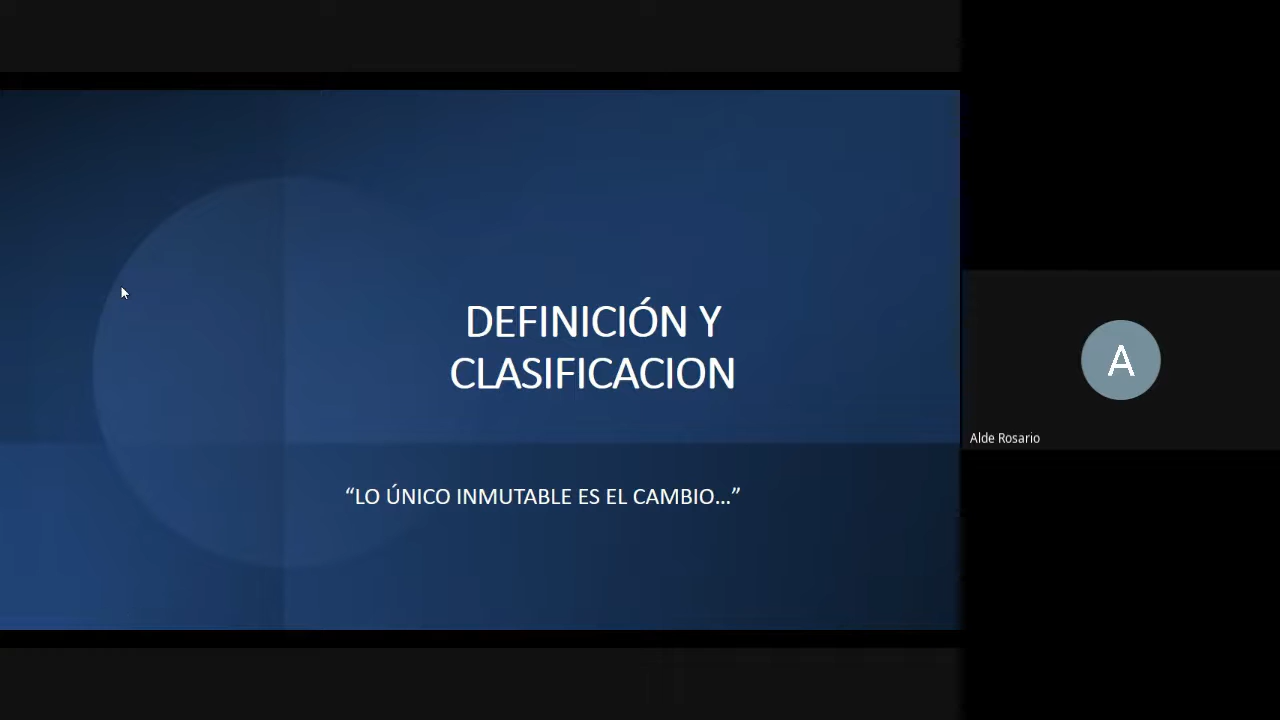 DEFINICIÓN Y
CLASIFICACION
“LO ÚNICO INMUTABLE ES EL CAMBIO...”
A
Alde Rosario